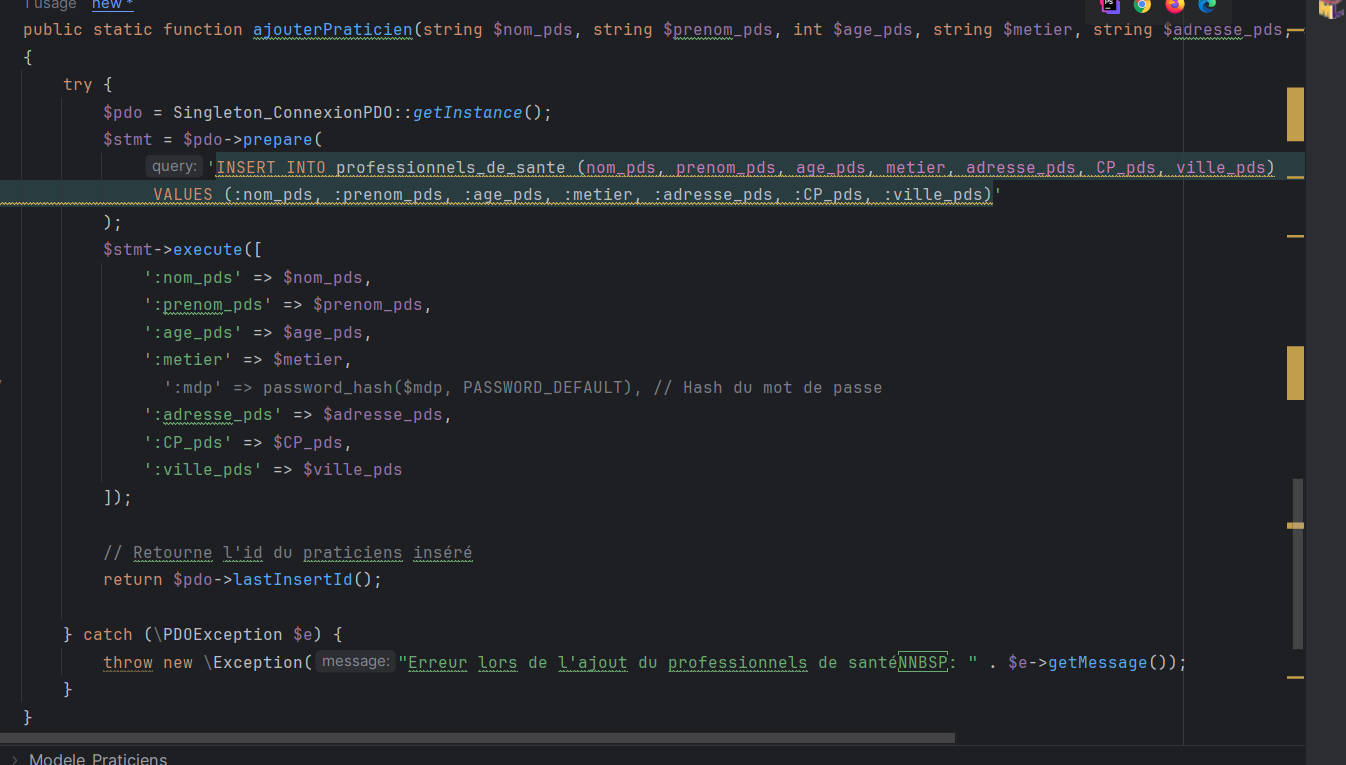 1 usage new *
public static function ajouterPraticien(string $nom_pds, string $prenom_pds, int $age_pds, string $metier, string $adresse_pds,
{
try {
$pdo = Singleton_ConnexionPDO::getInstance();
$stmt = $pdo->prepare(
query: 'INSERT INTO professionnels_de_sante (nom_pds, prenom_pds, age_pds, metier, adresse_pds, CP_pds, ville_pds)
VALUES (:nom_pds, :prenom_pds, :age_pds, :metier, :adresse_pds, :CP_pds, :ville_pds)'
);
$stmt->execute([
':nom_pds' => $nom_pds,
':prenom_pds' => $prenom_pds,
':age_pds' => $age_pds,
':metier' => $metier,
':mdp' => password_hash($mdp, PASSWORD_DEFAULT), // Hash du mot de passe
':adresse_pds' => $adresse_pds,
':CP_pds' => $CP_pds,
':ville_pds' => $ville_pds
]);
// Retourne l'id du praticiens inséré
return $pdo->lastInsertId();
} catch (\PDOException $e) {
throw new \Exception( message: "Erreur lors de l'ajout du professionnels de santéNNBSP: " . $e->getMessage());
}
}
Modele_Praticiens